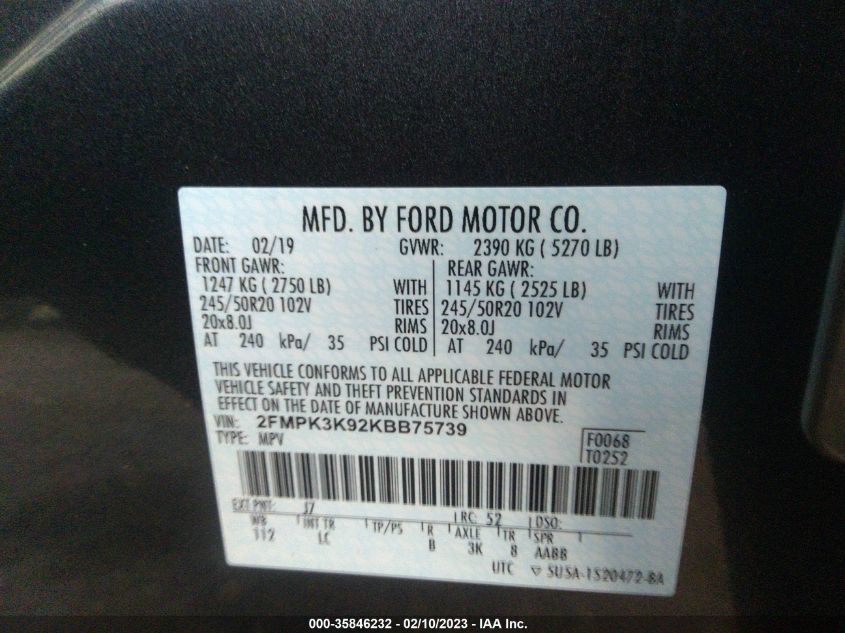 MFD. BY FORD MOTOR CO.
DATE: 02/19 GVWR: 2390 KG ( 5270 LB)
FRONT GAWR: REAR GAWR:
1247 KG ( 2750 LB) WITH 1145 KG ( 2525 LB) WITH
245/50R20 102V TIRES 245/50R20 102V TIRES
20x8.0J RIMS 20x8.0J RIMS
AT 240 kPa/ 35 PSI COLD AT 240 kPa/ 35 PSI COLD
THIS VEHICLE CONFORMS TO ALL APPLICABLE FEDERAL MOTOR
VEHICLE SAFETY AND THEFT PREVENTION STANDARDS IN
EFFECT ON THE DATE OF MANUFACTURE SHOWN ABOVE.
VIN: 2FMPK3K92KBB75739
TYPE: MPV F0068
T0252
EXT PNT: J7 RC: 52 DSO:
WB INT TR TP/PS R AXLE TR SPR
112 LC B 3K 8 AABB
UTC ▽ 5U5A-1520472-BA
000-35846232 - 02/10/2023 - IAA Inc.